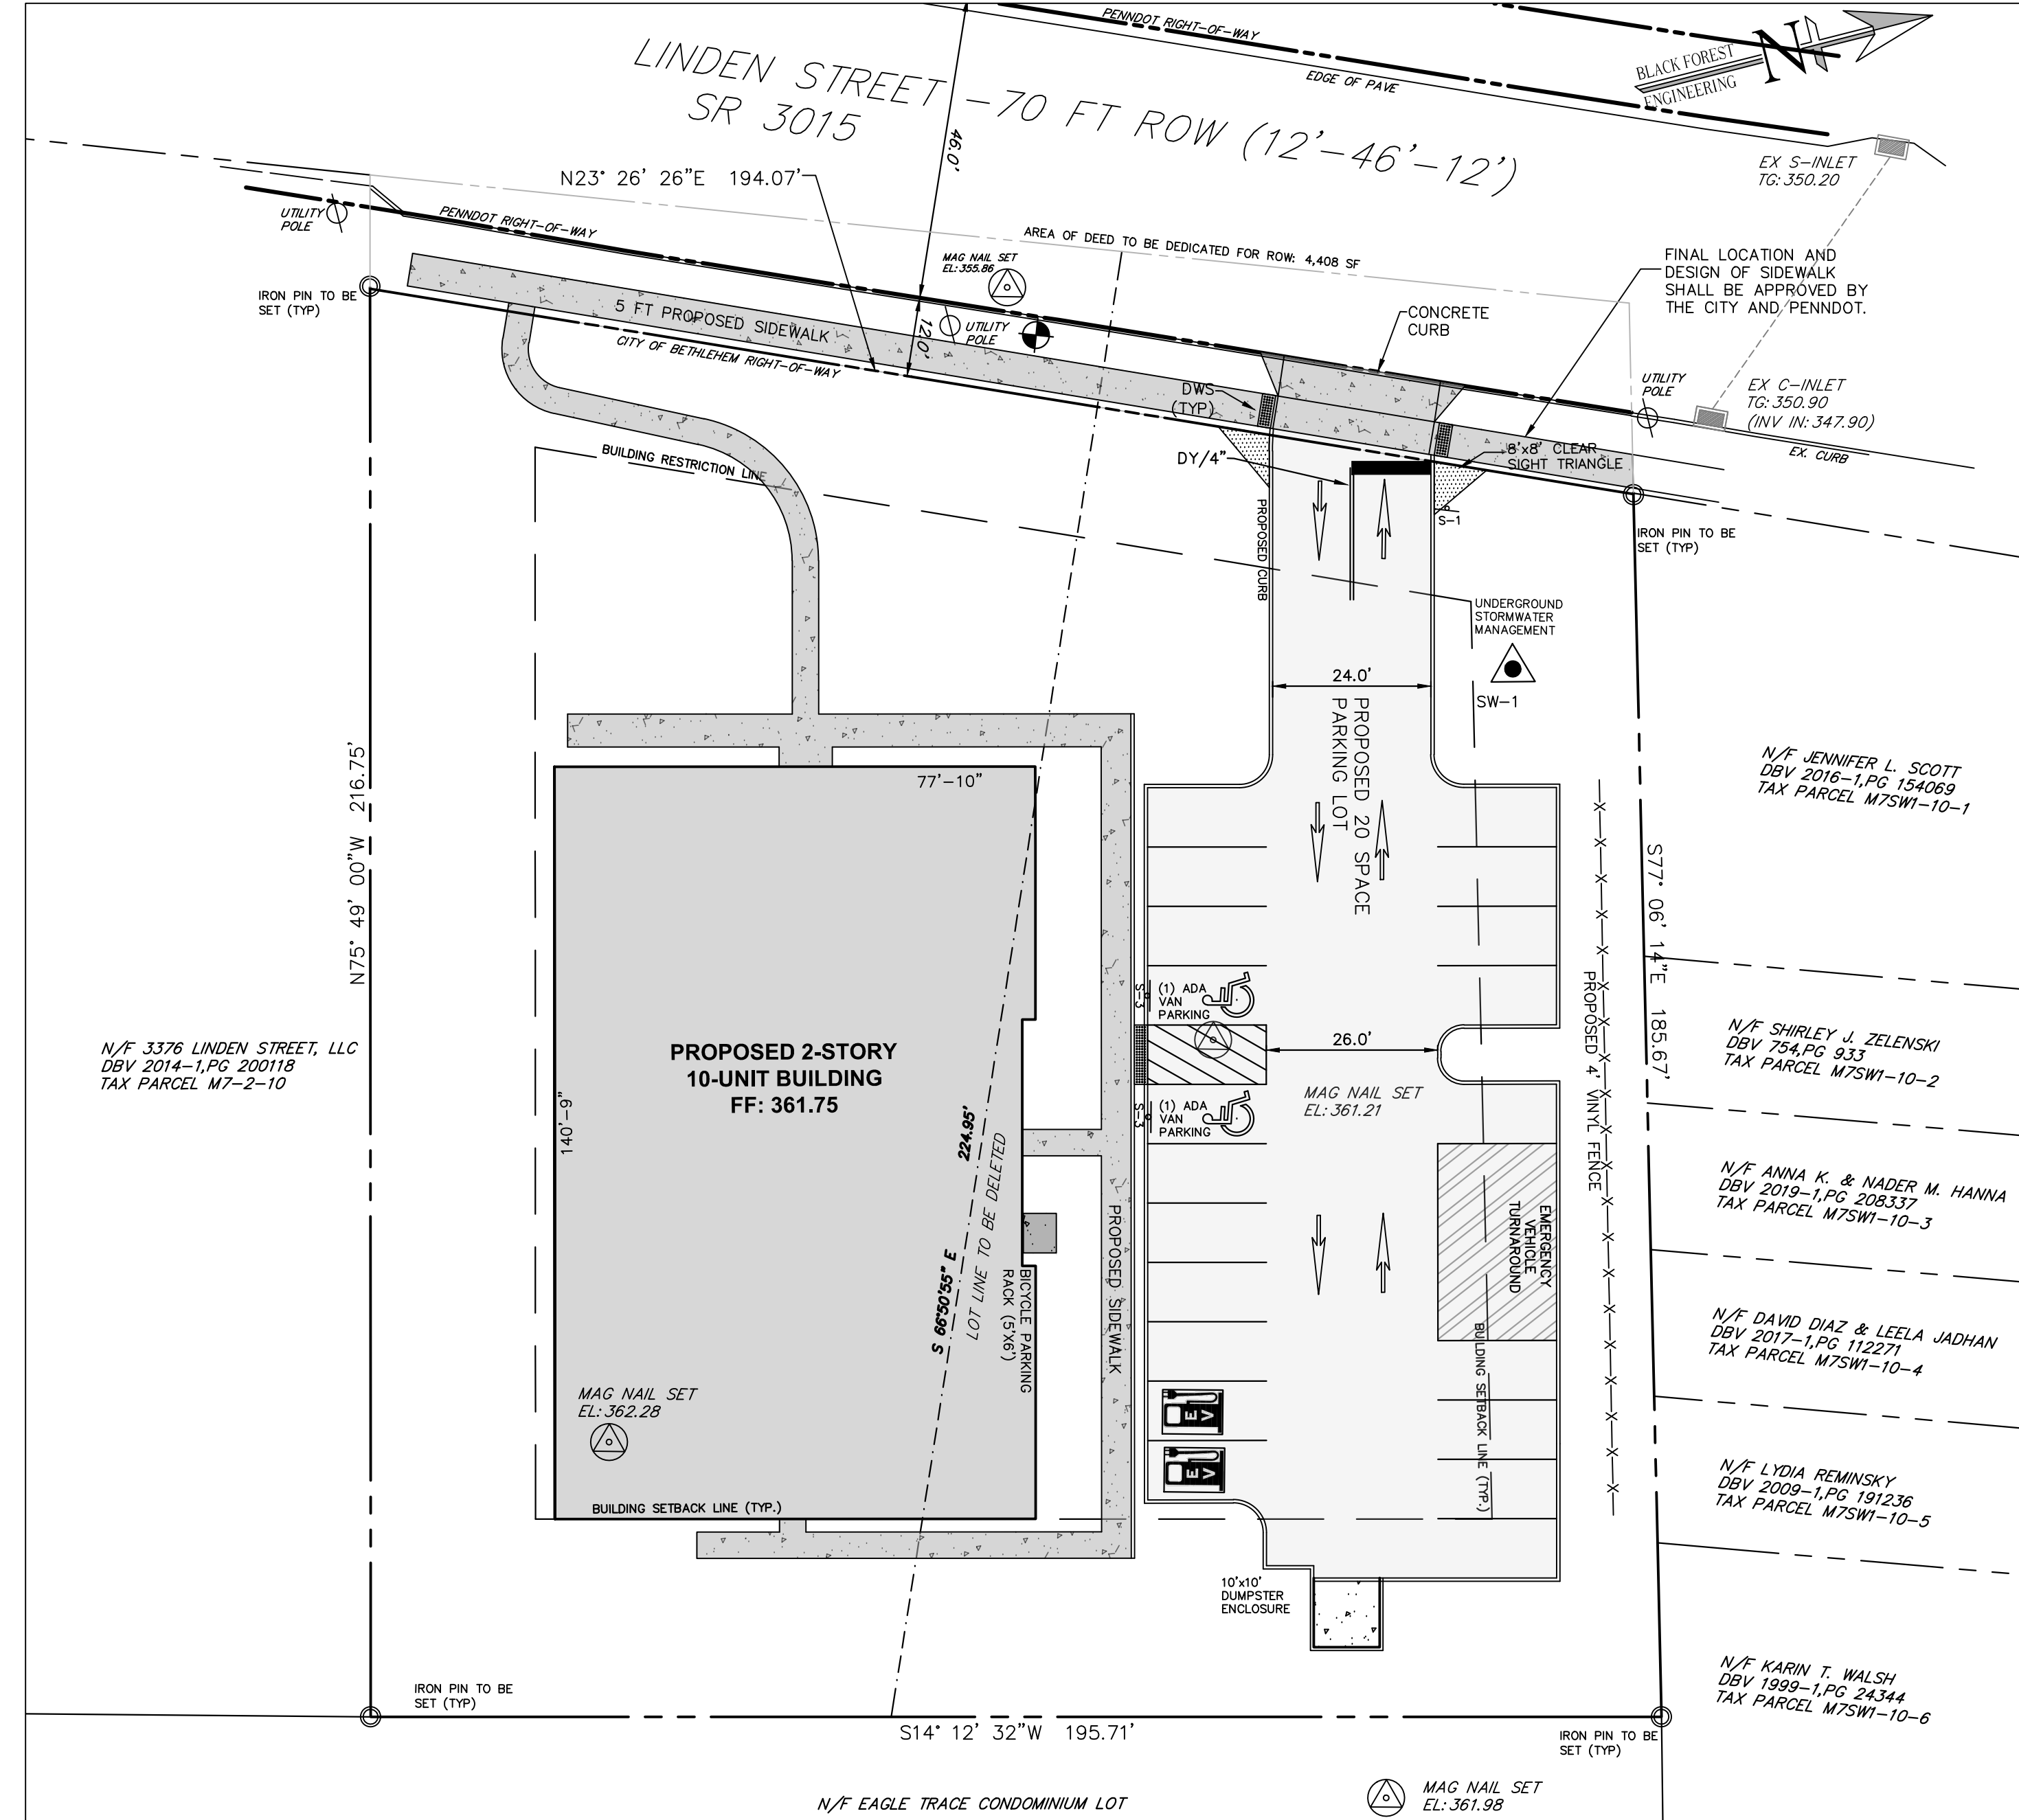 PENNDOT RIGHT-OF-WAY
EDGE OF PAVE
BLACK FOREST
ENGINEERING
N
LINDEN STREET - 70 FT ROW (12'-46'-12')
SR 3015
46.0'
EX S-INLET
TG: 350.20
N23° 26' 26"E 194.07'
UTILITY
POLE
PENNDOT RIGHT-OF-WAY
AREA OF DEED TO BE DEDICATED FOR ROW: 4,408 SF
MAG NAIL SET
EL: 355.86
FINAL LOCATION AND
DESIGN OF SIDEWALK
SHALL BE APPROVED BY
THE CITY AND PENNDOT.
IRON PIN TO BE
SET (TYP)
5 FT PROPOSED SIDEWALK
CITY OF BETHLEHEM RIGHT-OF-WAY
12.0'
UTILITY
POLE
CONCRETE
CURB
UTILITY
POLE
EX C-INLET
TG: 350.90
(INV IN: 347.90)
EX. CURB
DWS
(TYP)
DY/4"
8'x8' CLEAR
SIGHT TRIANGLE
S-1
BUILDING RESTRICTION LINE
PROPOSED CURB
IRON PIN TO BE
SET (TYP)
UNDERGROUND
STORMWATER
MANAGEMENT
SW-1
24.0'
PROPOSED 20 SPACE
PARKING LOT
N75° 49' 00"W 216.75'
77'-10"
N/F JENNIFER L. SCOTT
DBV 2016-1,PG 154069
TAX PARCEL M7SW1-10-1
S77° 06' 14"E 185.67'
PROPOSED 4' VINYL FENCE
S-3
(1) ADA
VAN
PARKING
26.0'
MAG NAIL SET
EL: 361.21
S-3
(1) ADA
VAN
PARKING
N/F 3376 LINDEN STREET, LLC
DBV 2014-1,PG 200118
TAX PARCEL M7-2-10
PROPOSED 2-STORY
10-UNIT BUILDING
FF: 361.75
140'-9"
N/F SHIRLEY J. ZELENSKI
DBV 754,PG 933
TAX PARCEL M7SW1-10-2
N/F ANNA K. & NADER M. HANNA
DBV 2019-1,PG 208337
TAX PARCEL M7SW1-10-3
S 66°50'55" E 224.95'
LOT LINE TO BE DELETED
BICYCLE PARKING
RACK (5'X6')
PROPOSED SIDEWALK
EMERGENCY
VEHICLE
TURNAROUND
BUILDING SETBACK LINE (TYP.)
N/F DAVID DIAZ & LEELA JADHAN
DBV 2017-1,PG 112271
TAX PARCEL M7SW1-10-4
MAG NAIL SET
EL: 362.28
EV
EV
N/F LYDIA REMINSKY
DBV 2009-1,PG 191236
TAX PARCEL M7SW1-10-5
BUILDING SETBACK LINE (TYP.)
10'x10'
DUMPSTER
ENCLOSURE
IRON PIN TO BE
SET (TYP)
N/F KARIN T. WALSH
DBV 1999-1,PG 24344
TAX PARCEL M7SW1-10-6
S14° 12' 32"W 195.71'
IRON PIN TO BE
SET (TYP)
N/F EAGLE TRACE CONDOMINIUM LOT
MAG NAIL SET
EL: 361.98